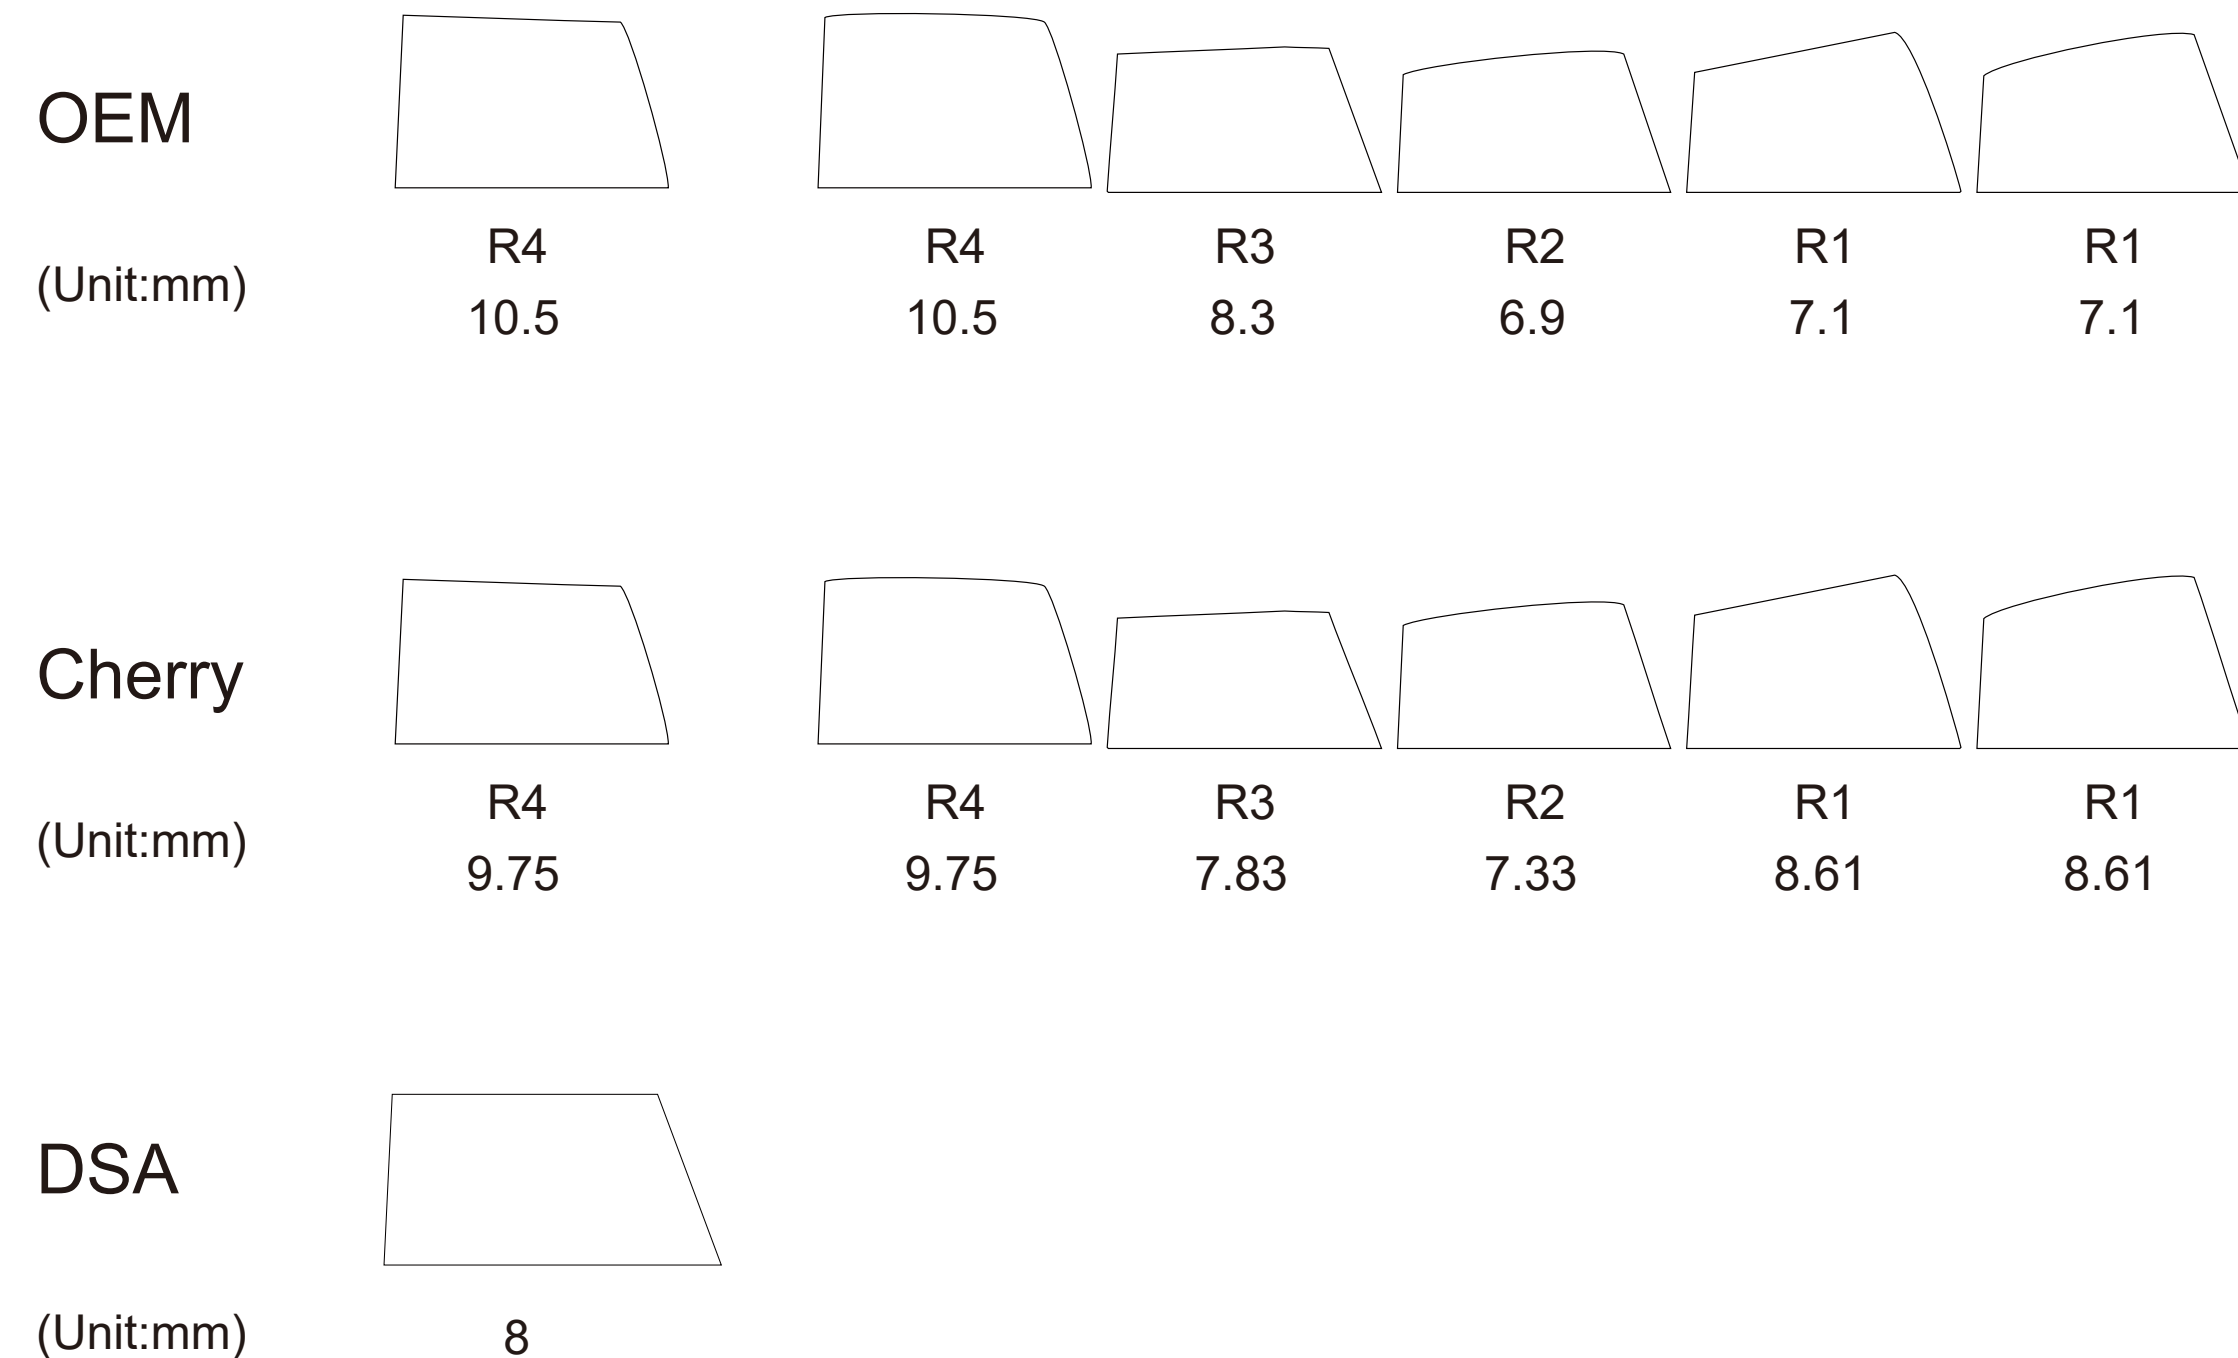 OEM
R4 R4 R3 R2 R1 R1
(Unit:mm)
10.5 10.5 8.3 6.9 7.1 7.1
Cherry
R4 R4 R3 R2 R1 R1
(Unit:mm)
9.75 9.75 7.83 7.33 8.61 8.61
DSA
(Unit:mm) 8